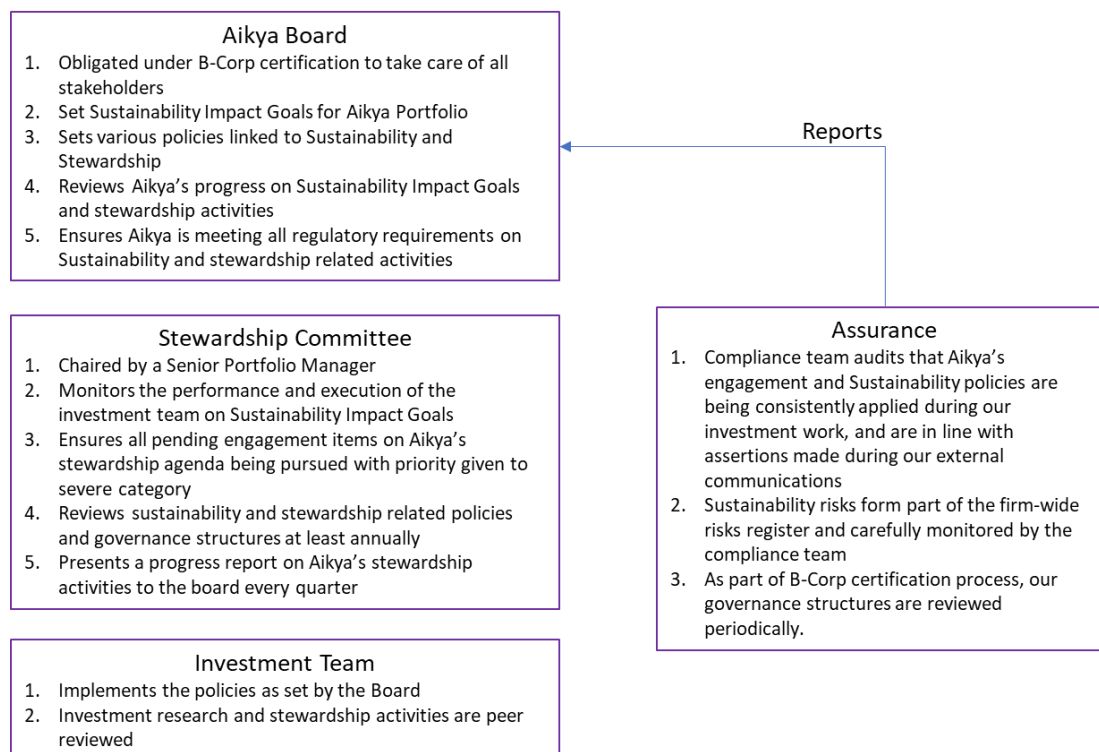 Aikya Board
1. Obligated under B-Corp certification to take care of all
stakeholders
2. Set Sustainability Impact Goals for Aikya Portfolio
3. Sets various policies linked to Sustainability and
Stewardship
4. Reviews Aikya's progress on Sustainability Impact Goals
and stewardship activities
5. Ensures Aikya is meeting all regulatory requirements on
Sustainability and stewardship related activities
Reports
Stewardship Committee
1. Chaired by a Senior Portfolio Manager
2. Monitors the performance and execution of the
investment team on Sustainability Impact Goals
3. Ensures all pending engagement items on Aikya's
stewardship agenda being pursued with priority given to
severe category
4. Reviews sustainability and stewardship related policies
and governance structures at least annually
5. Presents a progress report on Aikya's stewardship
activities to the board every quarter
Assurance
1. Compliance team audits that Aikya's
engagement and Sustainability policies are
being consistently applied during our
investment work, and are in line with
assertions made during our external
communications
2. Sustainability risks form part of the firm-wide
risks register and carefully monitored by the
compliance team
3. As part of B-Corp certification process, our
governance structures are reviewed
periodically.
Investment Team
1. Implements the policies as set by the Board
2. Investment research and stewardship activities are peer
reviewed